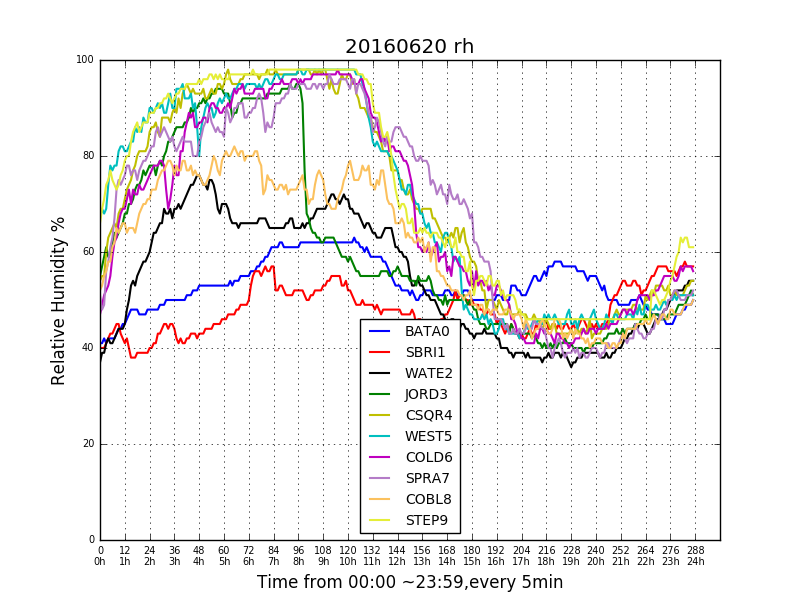 20160620 rh
Relative Humidity %
100
80
60
40
20
0
BATA0
SBRI1
WATE2
JORD3
CSQR4
WEST5
COLD6
SPRA7
COBL8
STEP9
0 12 24 36 48 60 72 84 96 108 120 132 144 156 168 180 192 204 216 228 240 252 264 276 288
0h 1h 2h 3h 4h 5h 6h 7h 8h 9h 10h 11h 12h 13h 14h 15h 16h 17h 18h 19h 20h 21h 22h 23h 24h
Time from 00:00 ~23:59,every 5min